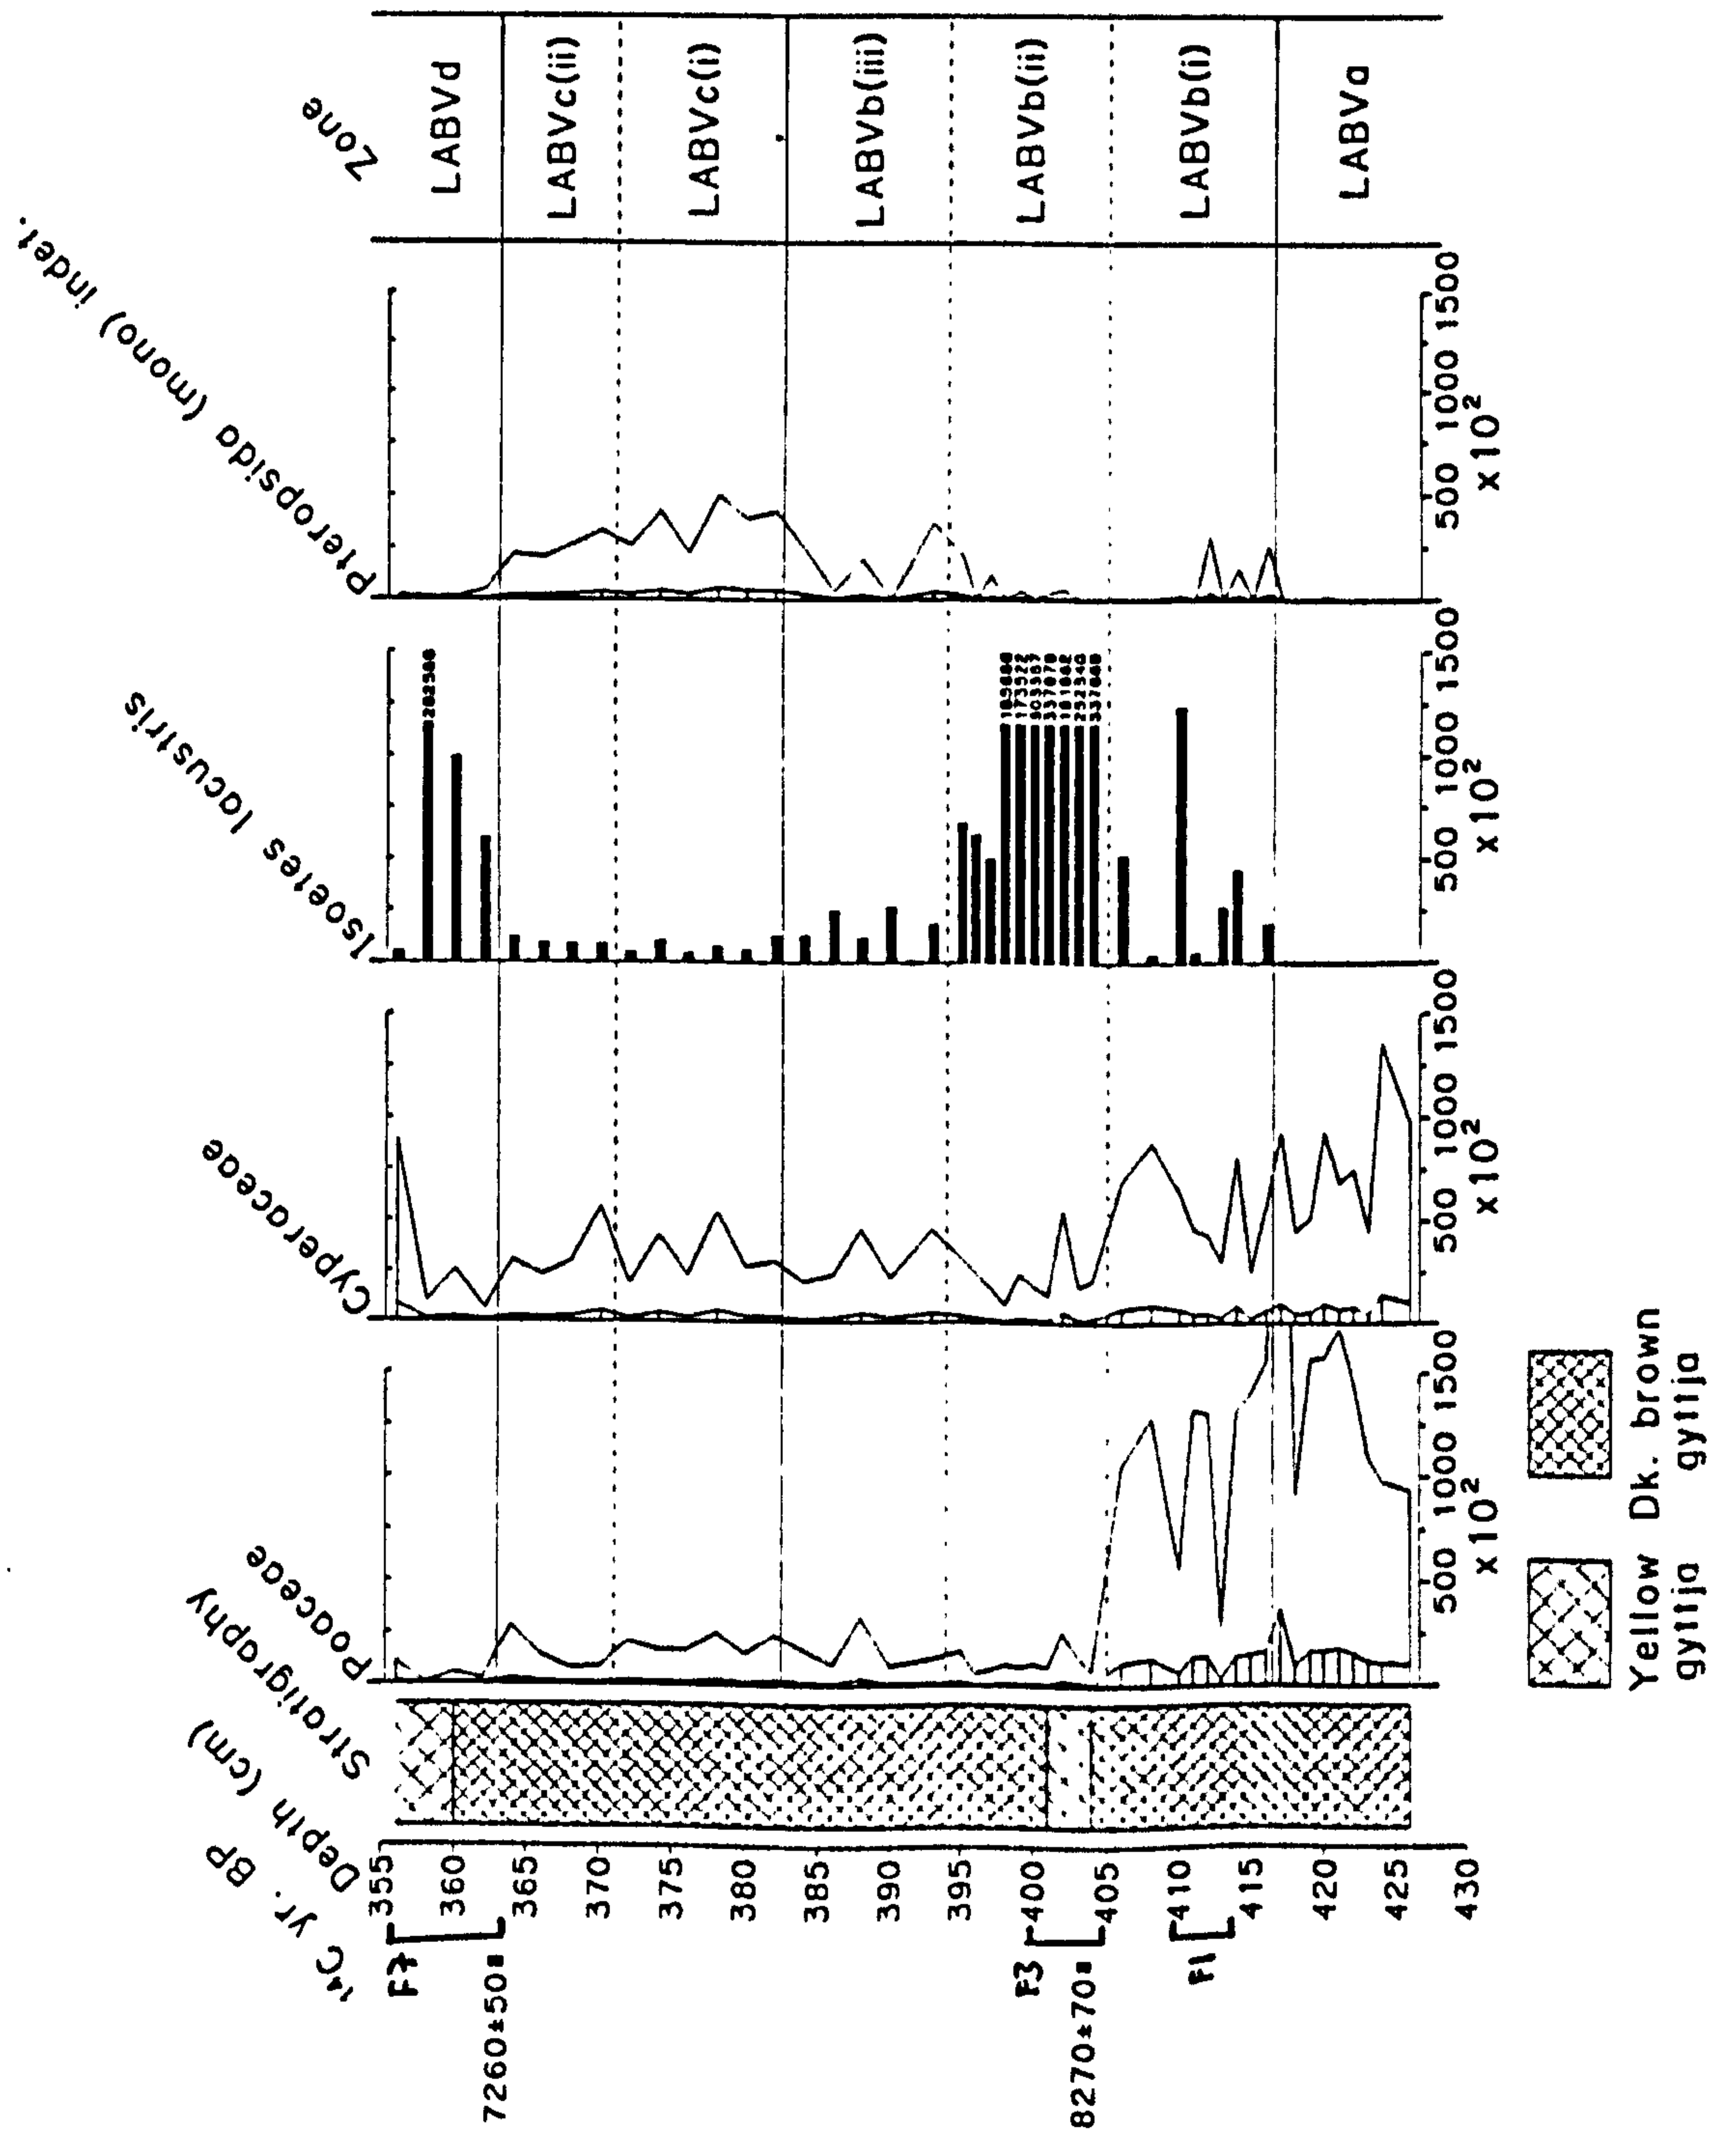 ¹⁴C yr. BP
Depth (cm)
Stratigraphy
Poaceae
Cyperaceae
Isoetes lacustris
Pteropsida (mono) indet.
Zone
F7
7260±50
F3
8270±70
F1
355
360
365
370
375
380
385
390
395
400
405
410
415
420
425
430
500 1000 1500
x10²
500 1000 1500
x10²
500 1000 1500
x10²
500 1000 1500
x10²
LABVd
LABVc(ii)
LABVc(i)
LABVb(iii)
LABVb(ii)
LABVb(i)
LABVa
Yellow gyttja
Dk. brown gyttja